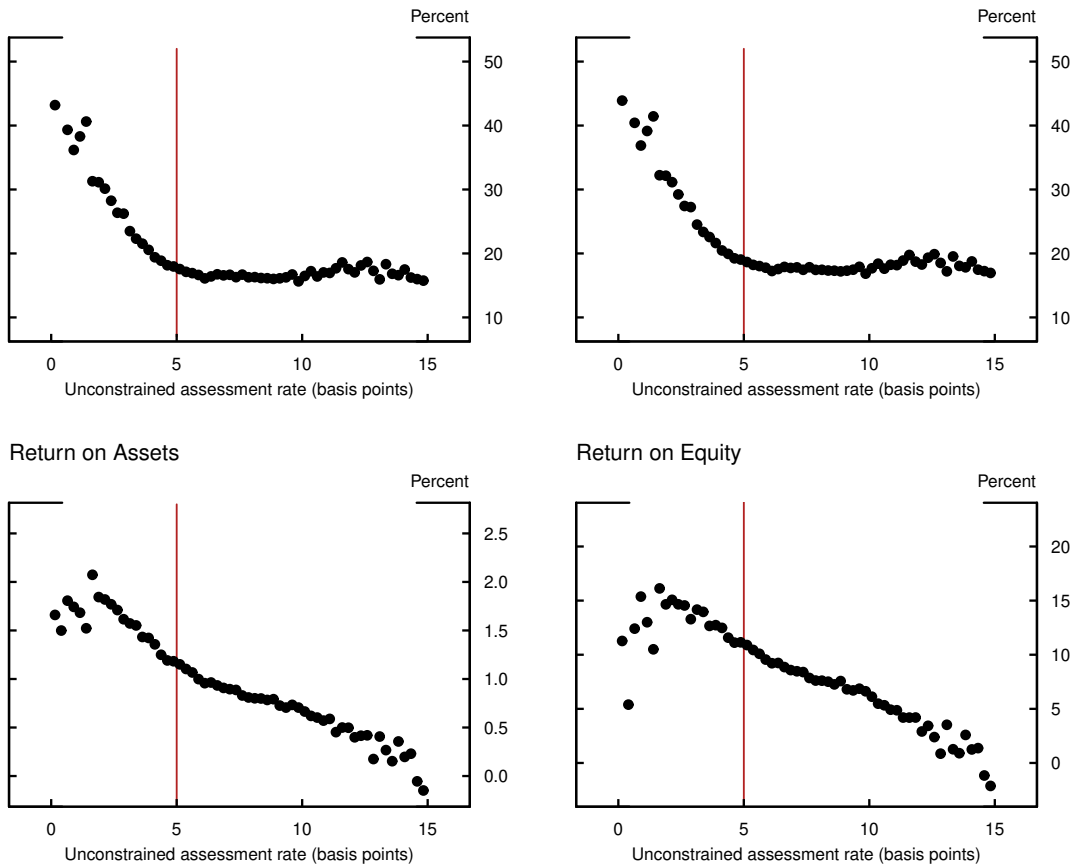 Percent
50
40
30
20
10
0 5 10 15
Unconstrained assessment rate (basis points)
Percent
50
40
30
20
10
0 5 10 15
Unconstrained assessment rate (basis points)
Return on Assets
Percent
2.5
2.0
1.5
1.0
0.5
0.0
0 5 10 15
Unconstrained assessment rate (basis points)
Return on Equity
Percent
20
15
10
5
0
0 5 10 15
Unconstrained assessment rate (basis points)